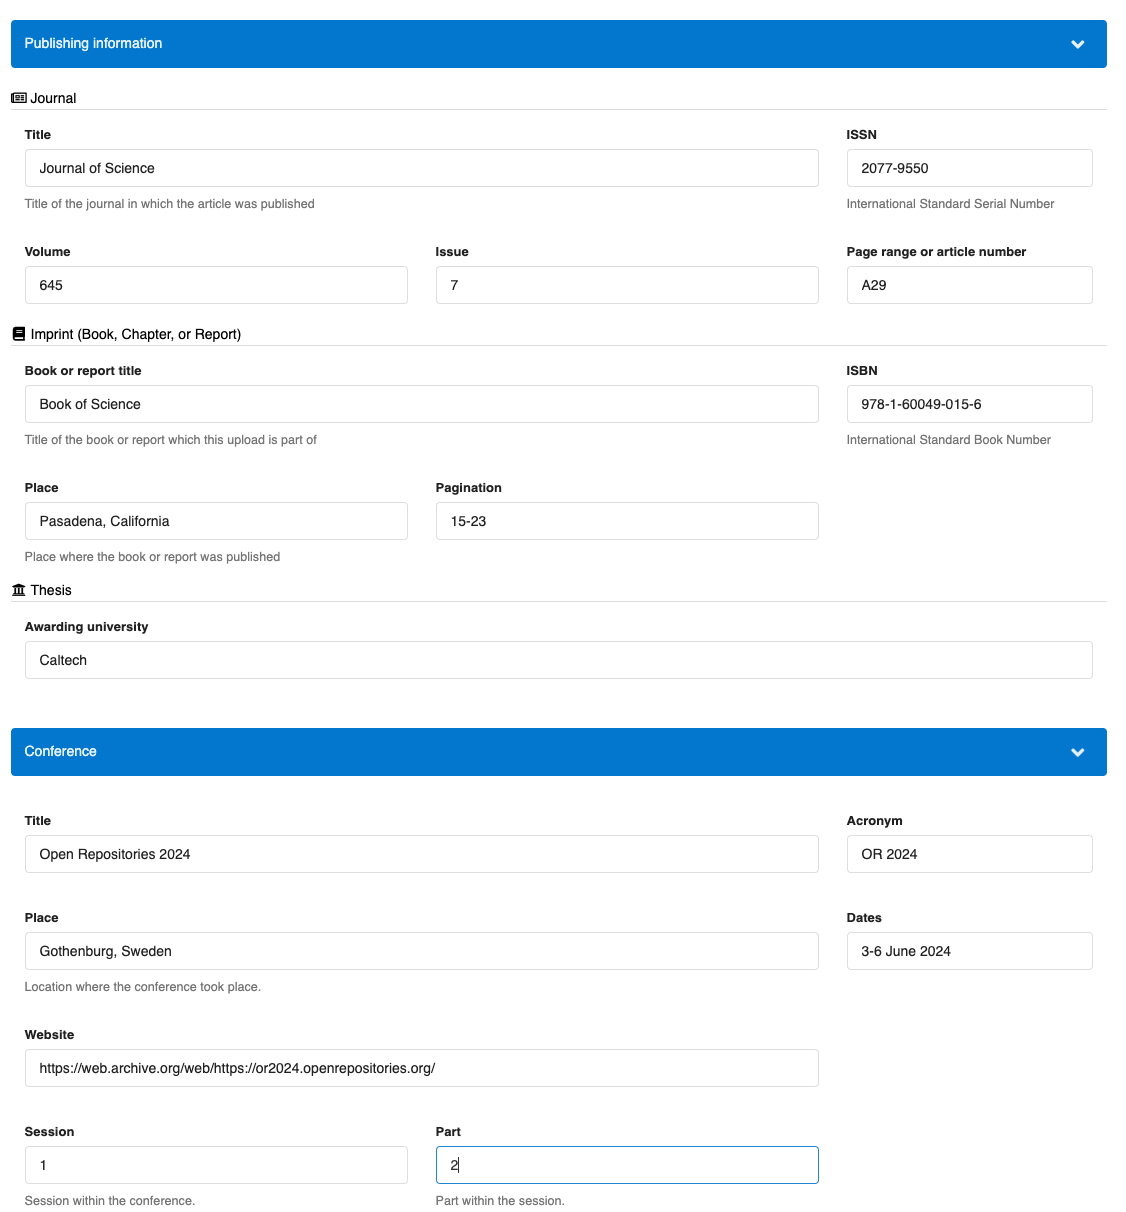 Publishing information
Journal
Title
ISSN
Journal of Science
2077-9550
Title of the journal in which the article was published
International Standard Serial Number
Volume
Issue
Page range or article number
645
7
A29
Imprint (Book, Chapter, or Report)
Book or report title
ISBN
Book of Science
978-1-60049-015-6
Title of the book or report which this upload is part of
International Standard Book Number
Place
Pagination
Pasadena, California
15-23
Place where the book or report was published
Thesis
Awarding university
Caltech
Conference
Title
Acronym
Open Repositories 2024
OR 2024
Place
Dates
Gothenburg, Sweden
3-6 June 2024
Location where the conference took place.
Website
https://web.archive.org/web/https://or2024.openrepositories.org/
Session
Part
1
2
Session within the conference.
Part within the session.